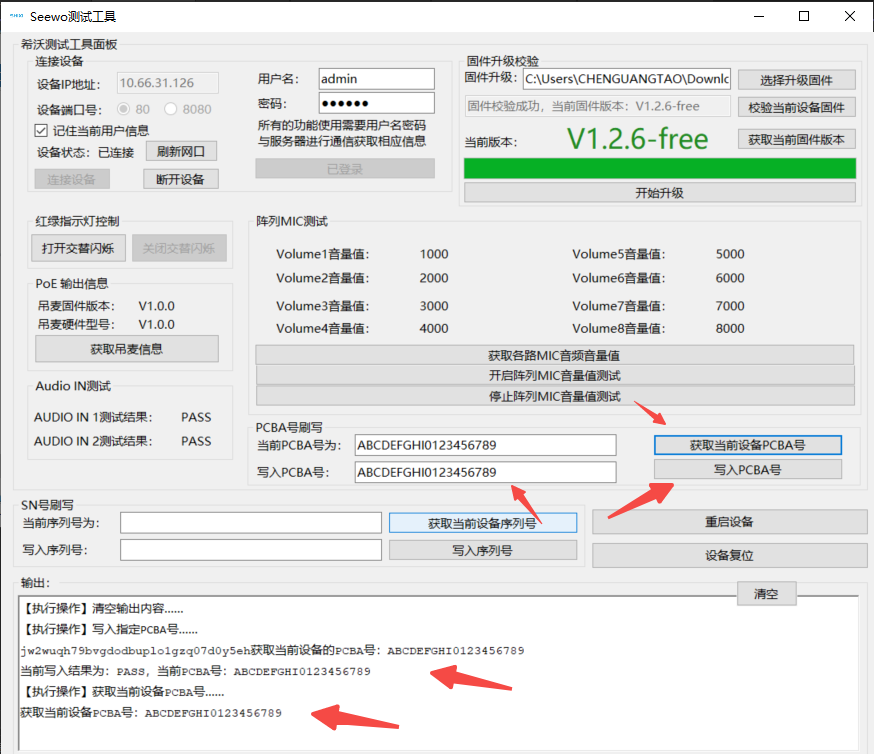 Seewo测试工具
希沃测试工具面板
连接设备
设备IP地址： 10.66.31.126
设备端口号： 80 8080
记住当前用户信息
设备状态：已连接 刷新网口
连接设备 断开设备
用户名： admin
密码： ●●●●●●
所有的功能使用需要用户名密码
与服务器进行通信获取相应信息
已登录
固件升级校验
固件升级： C:\Users\CHENGUANGTAO\Downlc 选择升级固件
固件校验成功，当前固件版本：V1.2.6-free 校验当前设备固件
当前版本： V1.2.6-free 获取当前固件版本
开始升级
红绿指示灯控制
打开交替闪烁 关闭交替闪烁
PoE 输出信息
吊麦固件版本： V1.0.0
吊麦硬件型号： V1.0.0
获取吊麦信息
Audio IN测试
AUDIO IN 1测试结果： PASS
AUDIO IN 2测试结果： PASS
阵列MIC测试
Volume1音量值： 1000 Volume5音量值： 5000
Volume2音量值： 2000 Volume6音量值： 6000
Volume3音量值： 3000 Volume7音量值： 7000
Volume4音量值： 4000 Volume8音量值： 8000
获取各路MIC音频音量值
开启阵列MIC音量值测试
停止阵列MIC音量值测试
PCBA号刷写
当前PCBA号为： ABCDEFGHI0123456789 获取当前设备PCBA号
写入PCBA号： ABCDEFGHI0123456789 写入PCBA号
SN号刷写
当前序列号为： 获取当前设备序列号
写入序列号： 写入序列号
重启设备
设备复位
输出：
清空
【执行操作】清空输出内容......
【执行操作】写入指定PCBA号......
jw2wuqh79bvgdodbuplo1gzq07d0y5eh获取当前设备的PCBA号：ABCDEFGHI0123456789
当前写入结果为：PASS，当前PCBA号：ABCDEFGHI0123456789
【执行操作】获取当前设备PCBA号......
获取当前设备PCBA号：ABCDEFGHI0123456789